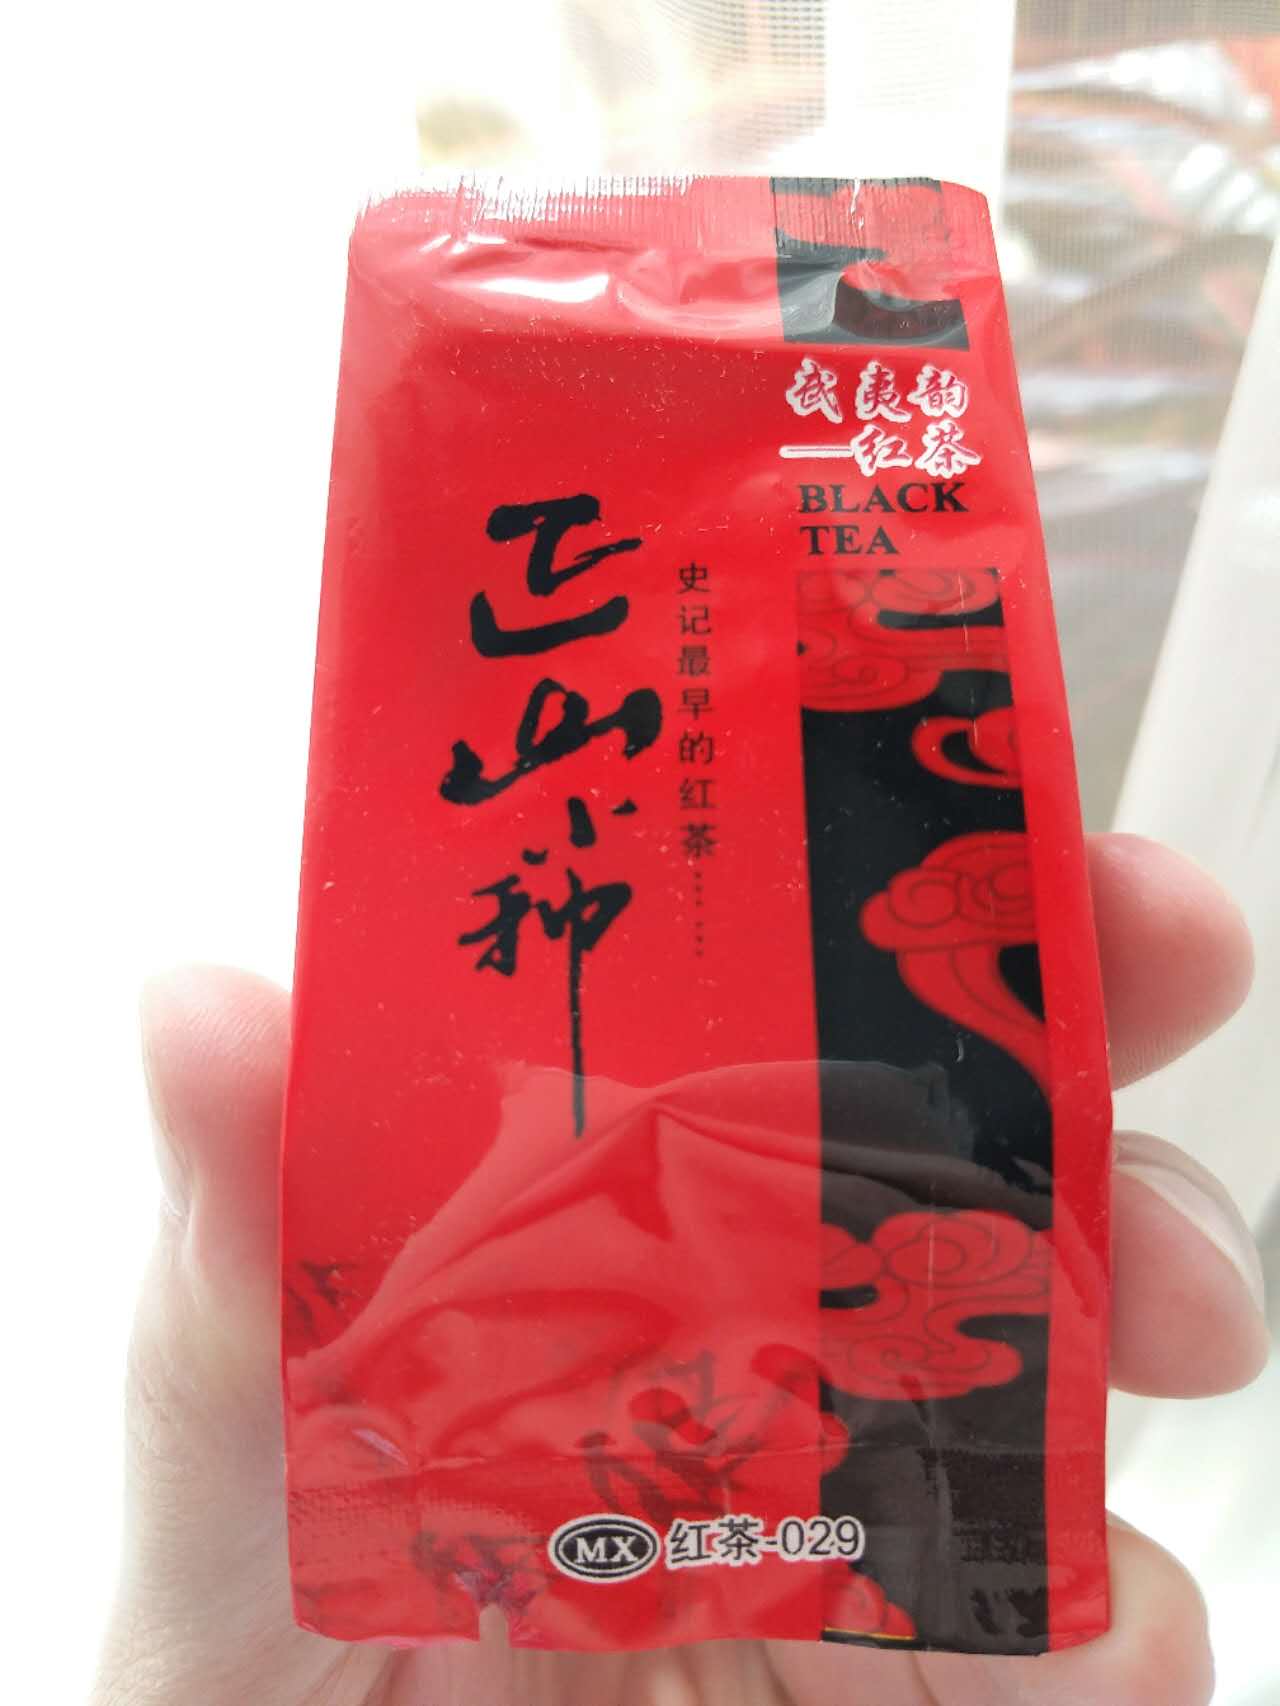 武夷韵
—红茶
BLACK
TEA
正山小种
史记最早的红茶……
MX 红茶-029